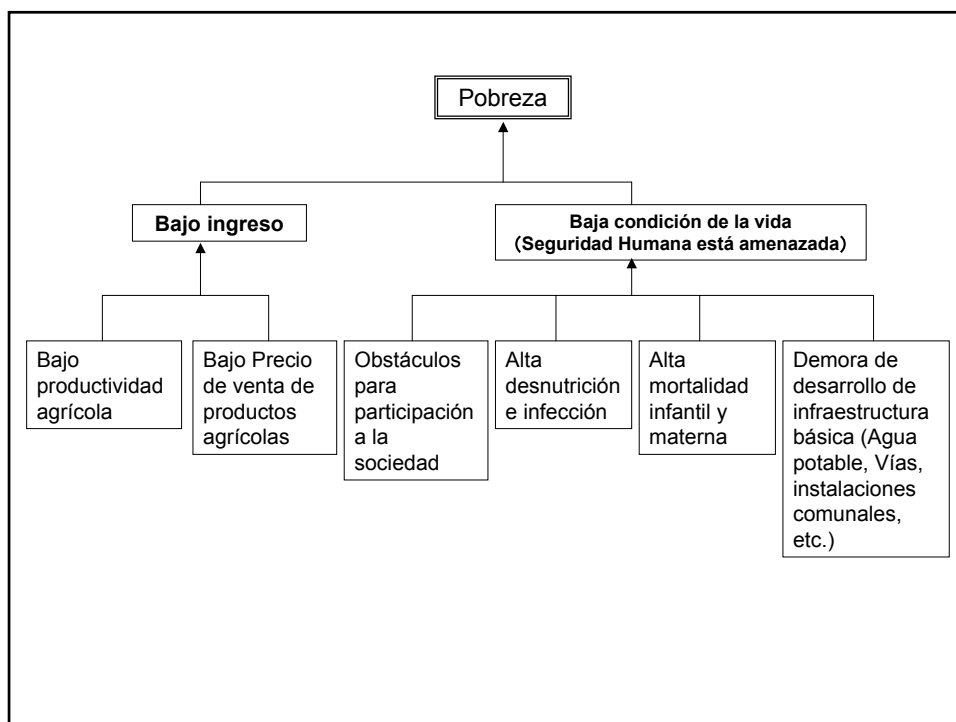 Pobreza
Bajo ingreso
Baja condición de la vida
(Seguridad Humana está amenazada)
Bajo
productividad
agrícola
Bajo Precio
de venta de
productos
agrícolas
Obstáculos
para
participación
a la
sociedad
Alta
desnutrición
e infección
Alta
mortalidad
infantil y
materna
Demora de
desarrollo de
infraestructura
básica (Agua
potable, Vías,
instalaciones
comunales,
etc.)